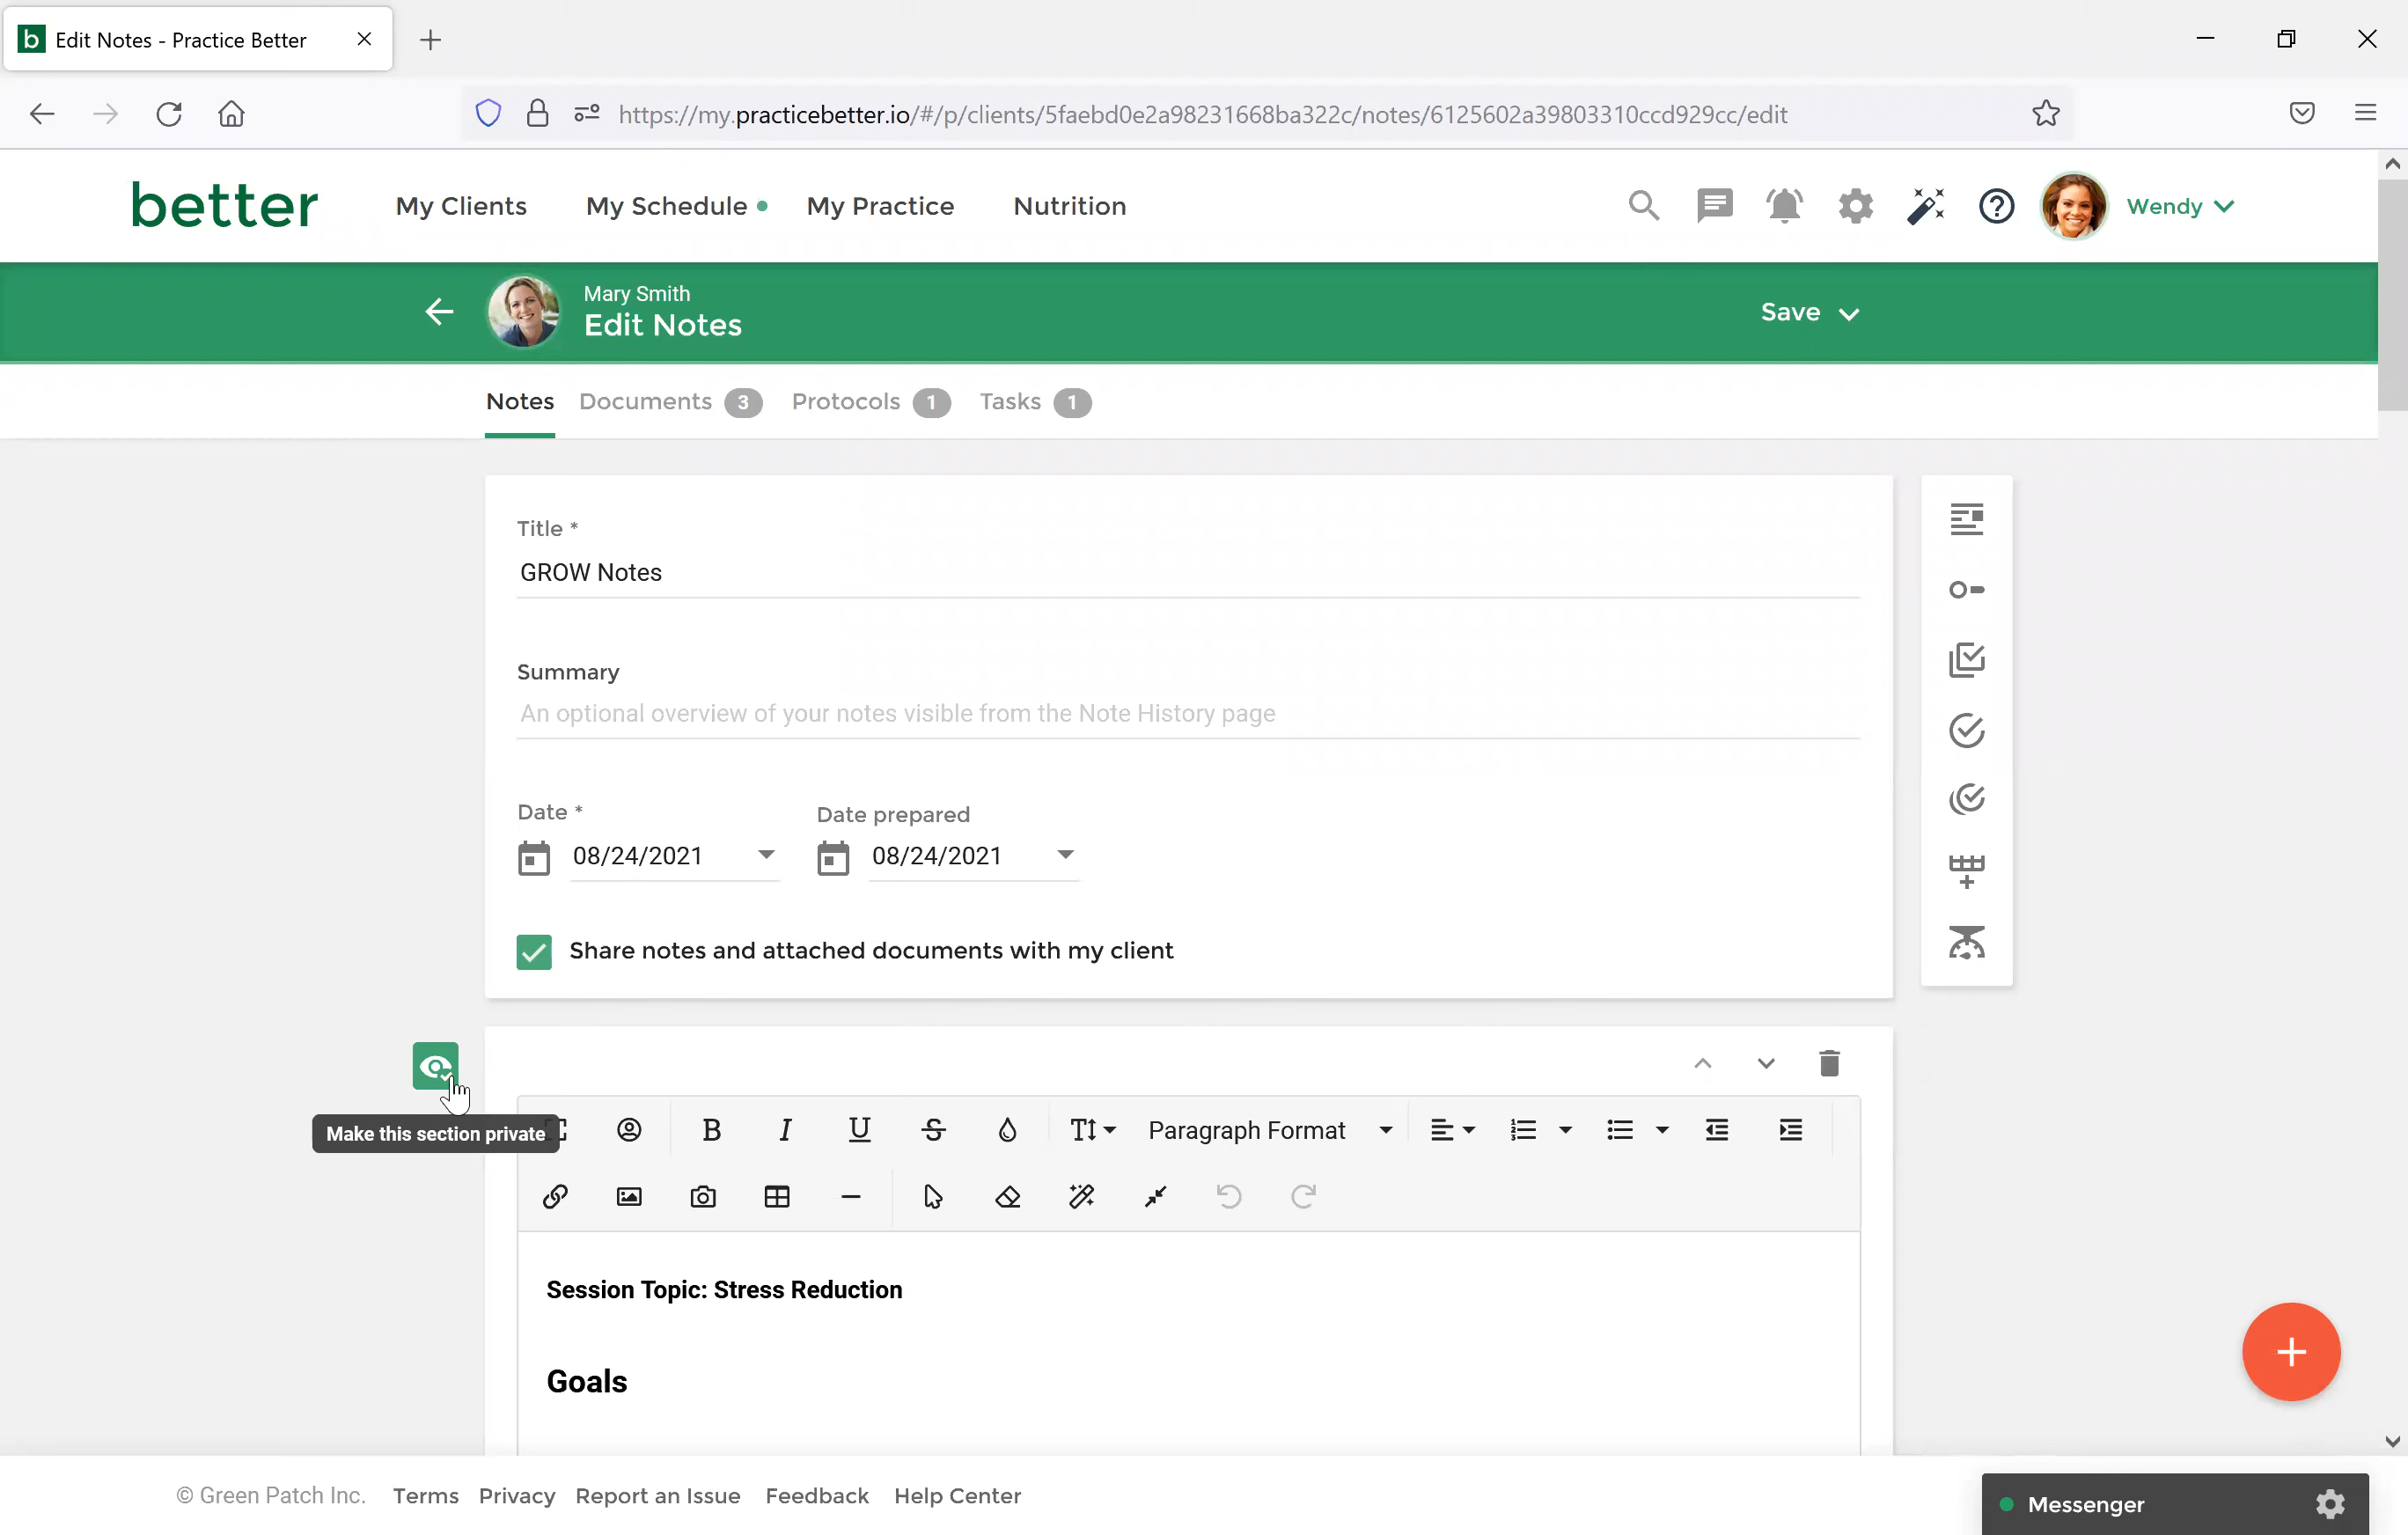 b Edit Notes - Practice Better
https://my.practicebetter.io/#/p/clients/5faebd0e2a98231668ba322c/notes/6125602a39803310ccd929cc/edit
better My Clients My Schedule My Practice Nutrition Wendy
Mary Smith
Edit Notes
Save
Notes Documents 3 Protocols 1 Tasks 1
Title *
GROW Notes
Summary
An optional overview of your notes visible from the Note History page
Date * Date prepared
08/24/2021 08/24/2021
Share notes and attached documents with my client
Make this section private
B I U S T Paragraph Format
Session Topic: Stress Reduction
Goals
© Green Patch Inc. Terms Privacy Report an Issue Feedback Help Center
Messenger